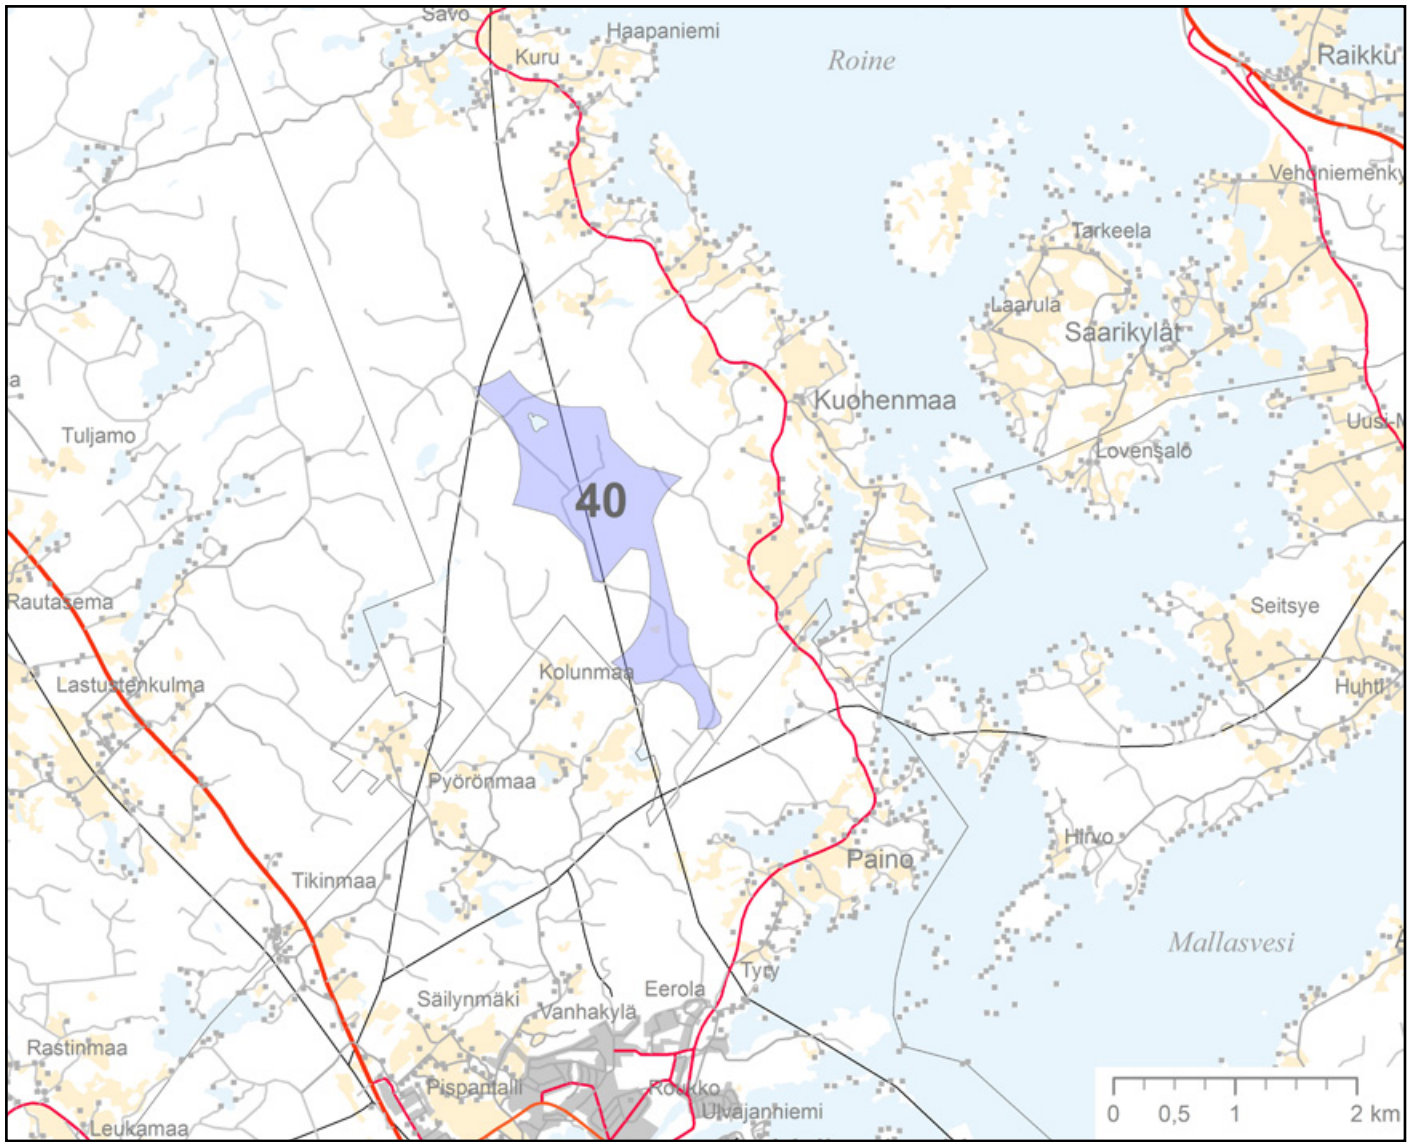 Savo
Haapaniemi
Roine
Kuru
Raikku
Vehoniemenky
Tarkeela
Laarula
Saarikylät
a
Kuohenmaa
Tuljamo
Uusi-M
Lovensalo
40
Rautasema
Seitsye
Kolunmaa
Lastustenkulma
Huhti
Pyörönmaa
Hirvo
Paino
Tikinmaa
Mallasvesi
Tyry
Eerola
Säilynmäki
Vanhakylä
Rastinmaa
Pispantalli
Roukko
Ulvajanhiemi
Leukamaa
0 0,5 1 2 km